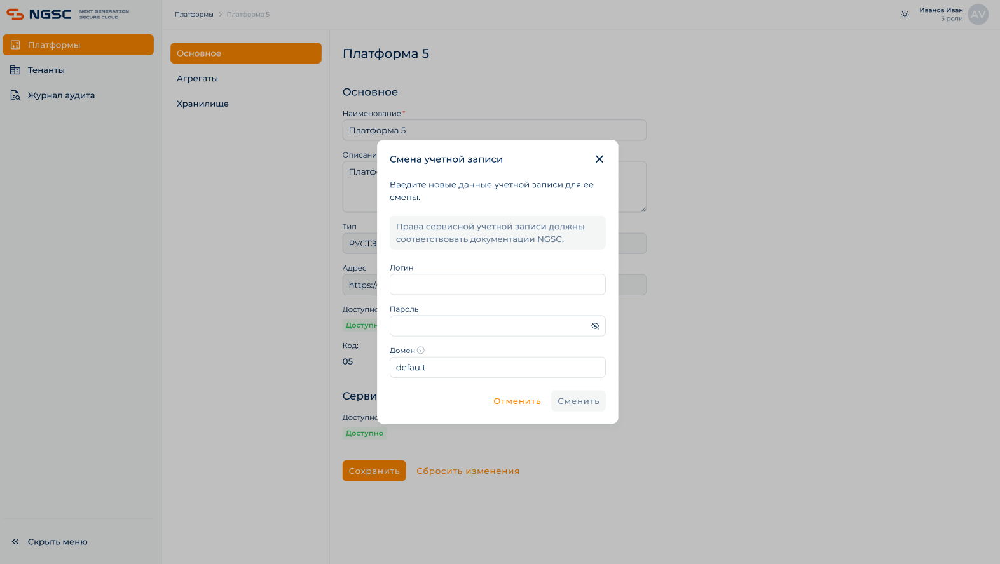 NGSC NEXT GENERATION
SECURE CLOUD
Платформы
Тенанты
Журнал аудита
Скрыть меню
Платформы > Платформа 5
Иванов Иван
3 роли
AV
Основное
Агрегаты
Хранилище
Платформа 5
Основное
Наименование*
Платформа 5
Описани
Платф
Тип
РУСТЭ
Адрес
https://
Доступно
Доступн
Код:
05
Серви
Доступно
Доступно
Сохранить
Сбросить изменения
Смена учетной записи
Введите новые данные учетной записи для ее
смены.
Права сервисной учетной записи должны
соответствовать документации NGSC.
Логин
Пароль
Домен
default
Отменить
Сменить